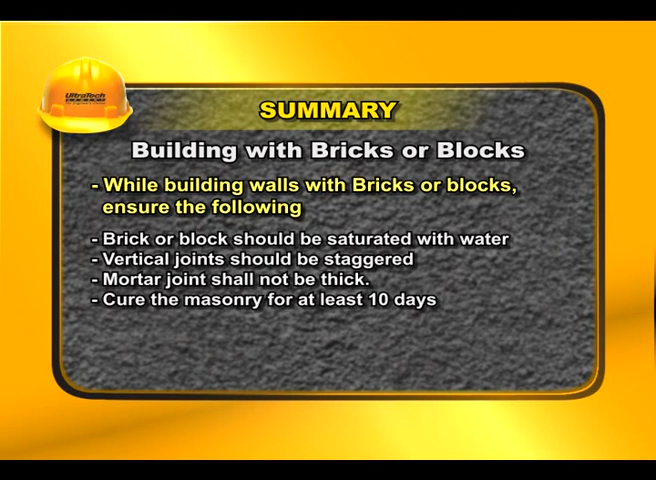 UltraTech
CEMENT
SUMMARY
Building with Bricks or Blocks
- While building walls with Bricks or blocks,
ensure the following
- Brick or block should be saturated with water
- Vertical joints should be staggered
- Mortar joint shall not be thick.
- Cure the masonry for at least 10 days